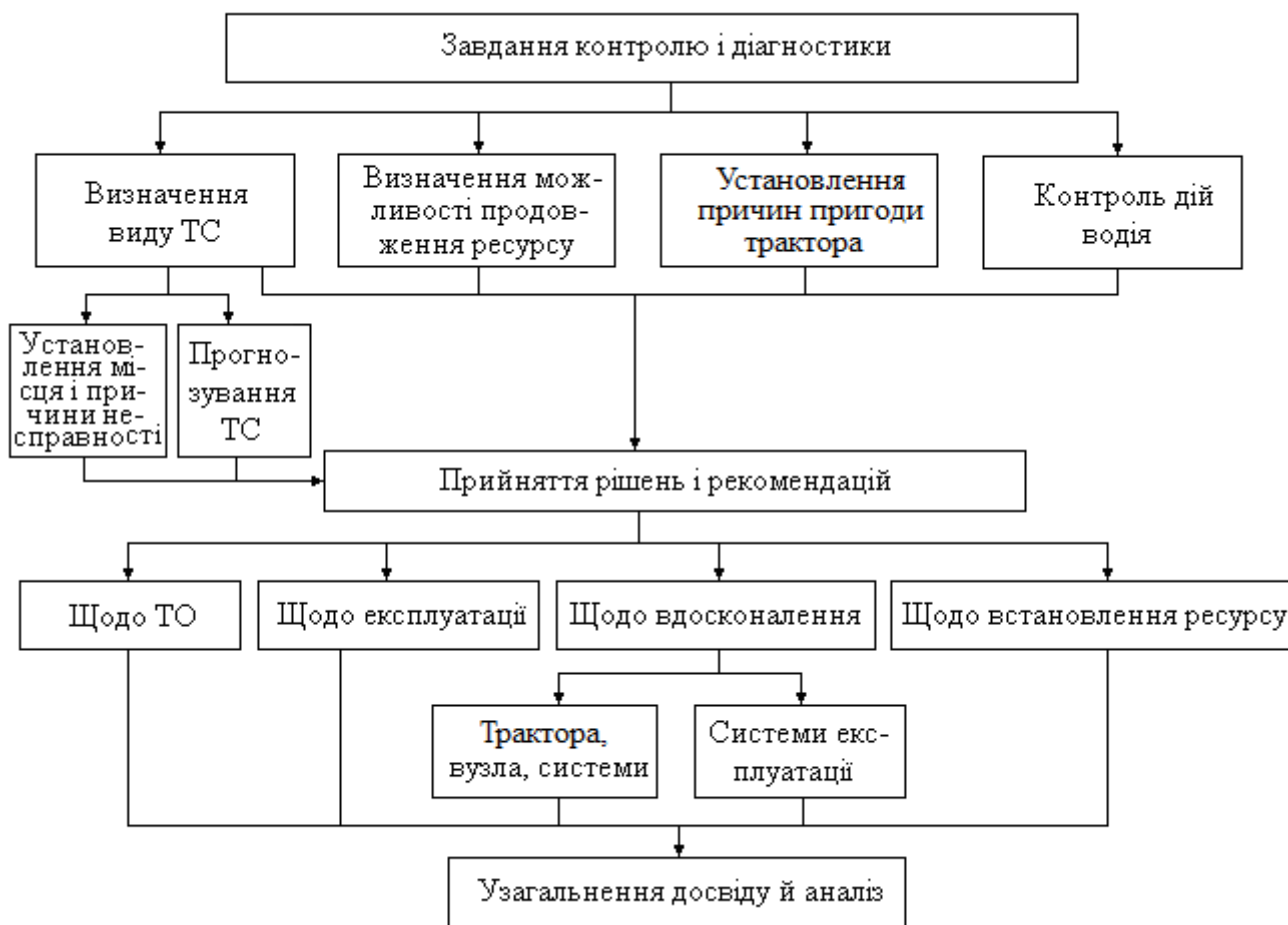 Завдання контролю і діагностики
Визначення
виду ТС
Визначення мож-
ливості продов-
ження ресурсу
Установлення
причин пригоди
трактора
Контроль дій
водія
Установ-
лення мі-
сця і при-
чини не-
справності
Прогно-
зування
ТС
Прийняття рішень і рекомендацій
Щодо ТО
Щодо експлуатації
Щодо вдосконалення
Щодо встановлення ресурсу
Трактора,
вузла, системи
Системи екс-
плуатації
Узагальнення досвіду й аналіз